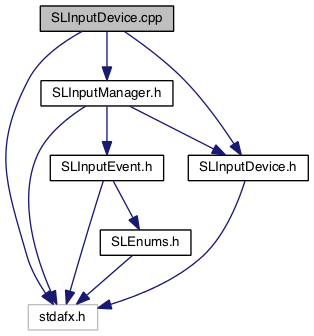 SLInputDevice.cpp
SLInputManager.h
SLInputEvent.h
SLInputDevice.h
SLEnums.h
stdafx.h